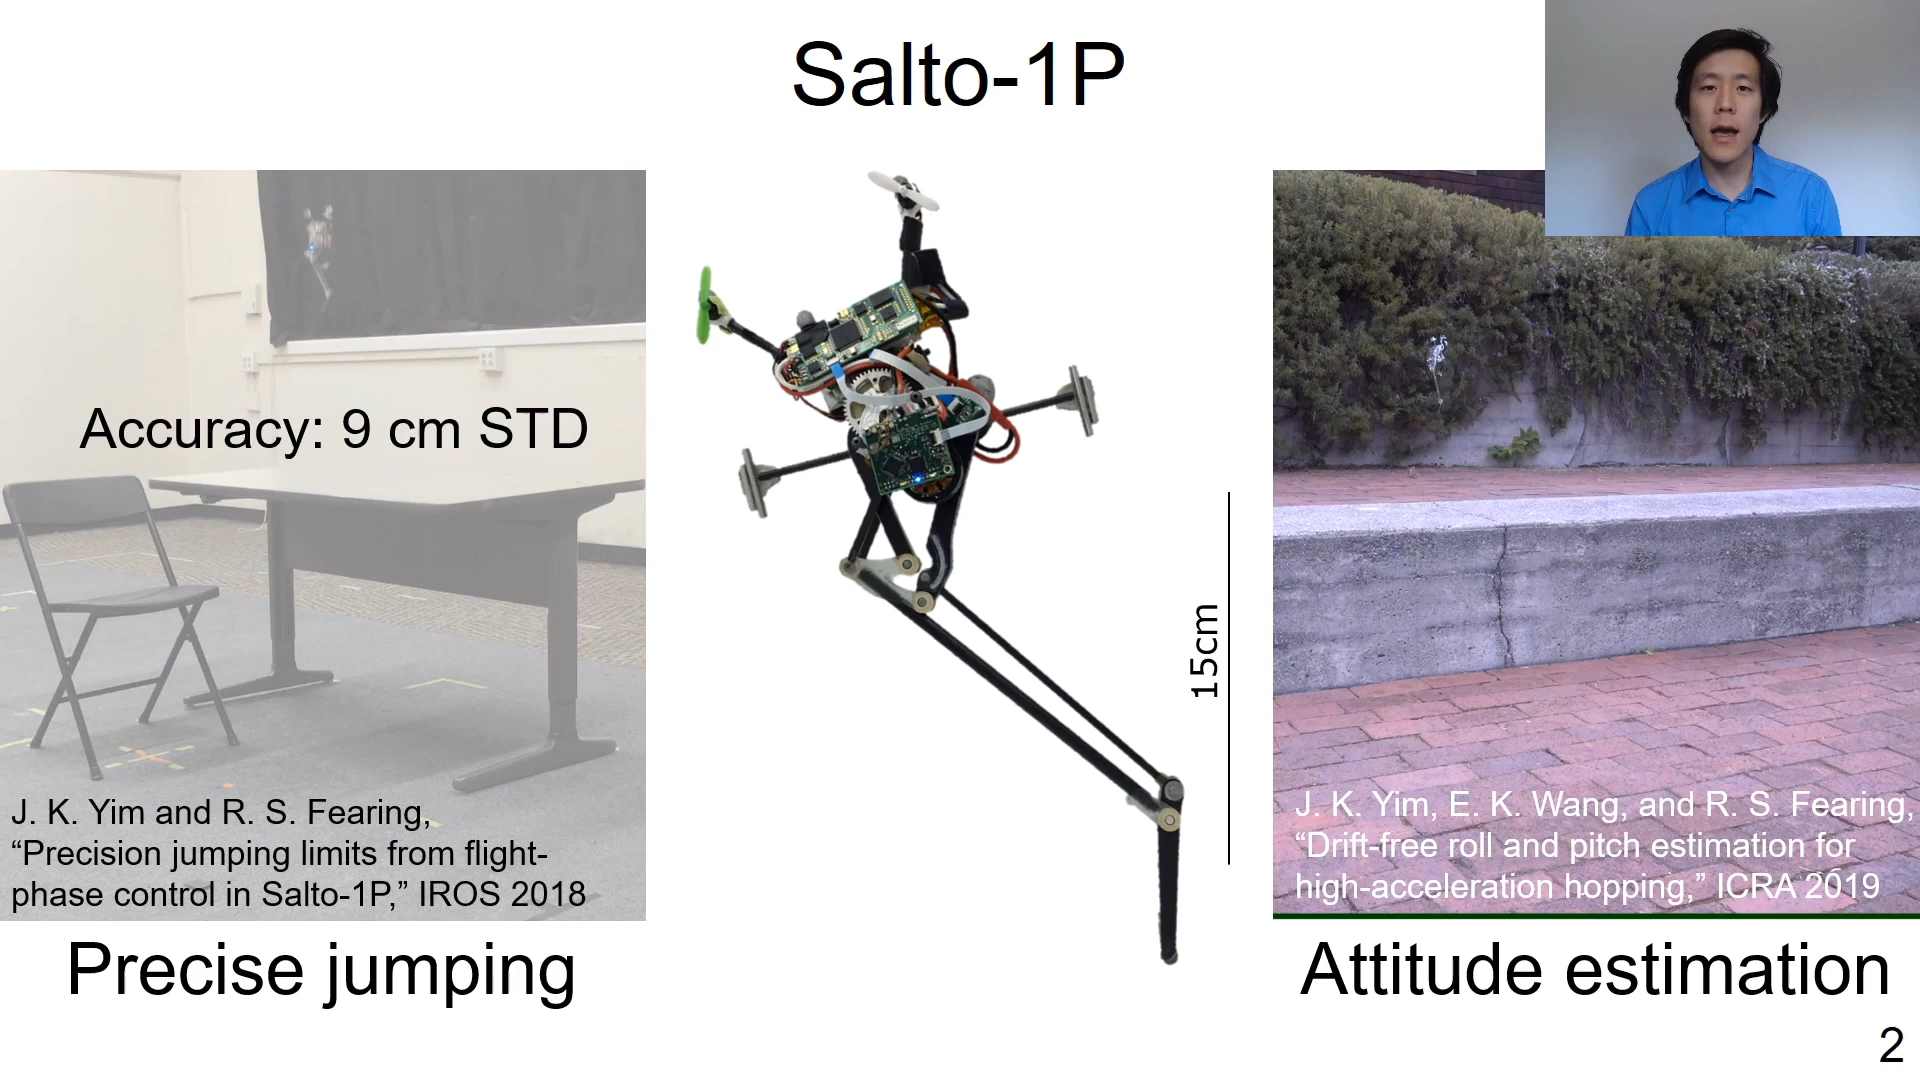 Salto-1P
Accuracy: 9 cm STD
J. K. Yim and R. S. Fearing,
“Precision jumping limits from flight-
phase control in Salto-1P,” IROS 2018
Precise jumping
15cm
J. K. Yim, E. K. Wang, and R. S. Fearing,
“Drift-free roll and pitch estimation for
high-acceleration hopping,” ICRA 2019
Attitude estimation
2